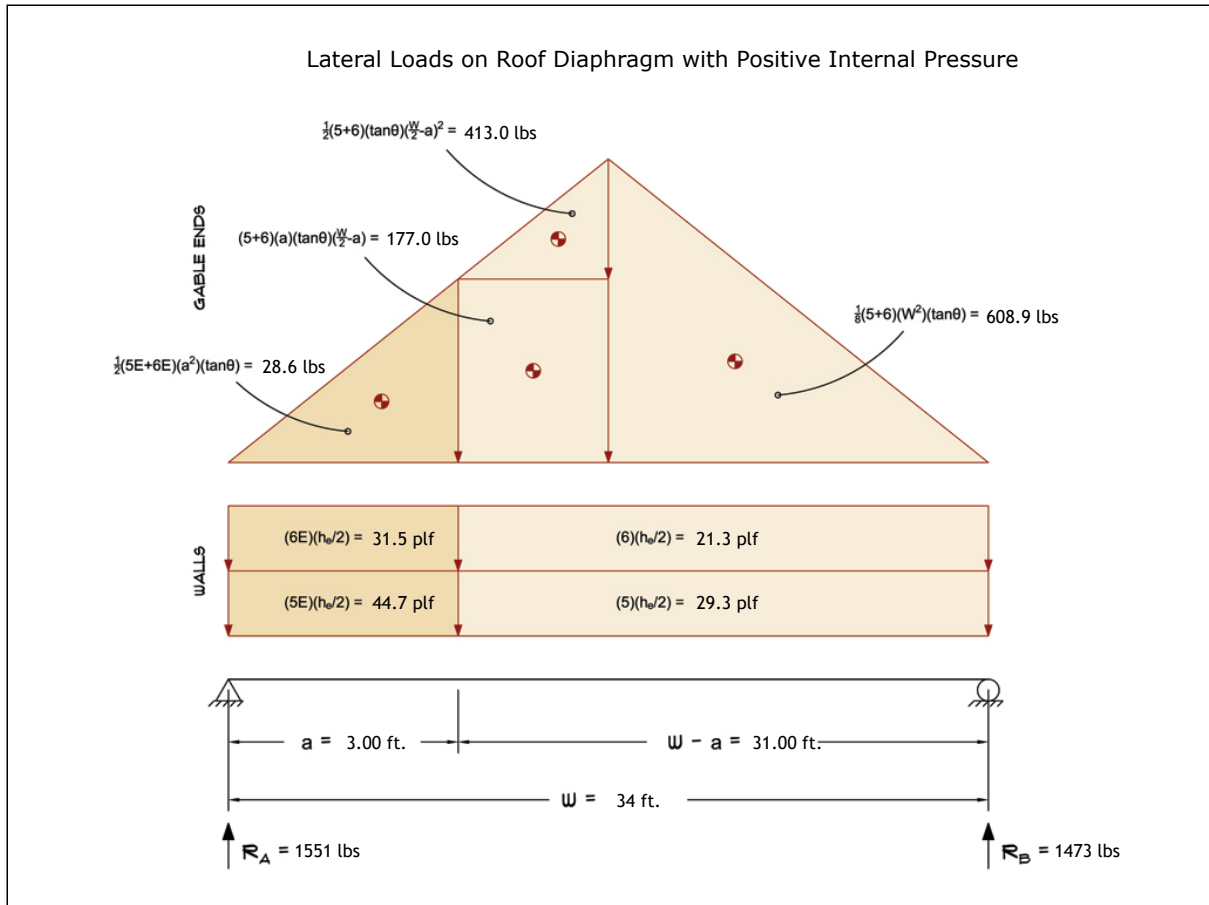 Lateral Loads on Roof Diaphragm with Positive Internal Pressure
½(5+6)(tanθ)(W/2-a)² = 413.0 lbs
GABLE ENDS
(5+6)(a)(tanθ)(W/2-a) = 177.0 lbs
⅛(5+6)(W²)(tanθ) = 608.9 lbs
½(5E+6E)(a²)(tanθ) = 28.6 lbs
WALLS
(6E)(hₑ/2) = 31.5 plf
(6)(hₑ/2) = 21.3 plf
(5E)(hₑ/2) = 44.7 plf
(5)(hₑ/2) = 29.3 plf
a = 3.00 ft.
W - a = 31.00 ft.
W = 34 ft.
R_A = 1551 lbs
R_B = 1473 lbs